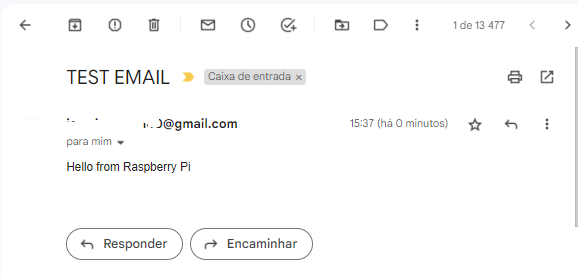 1 de 13 477
TEST EMAIL Caixa de entrada ×
@gmail.com 15:37 (há 0 minutos)
para mim
Hello from Raspberry Pi
Responder Encaminhar